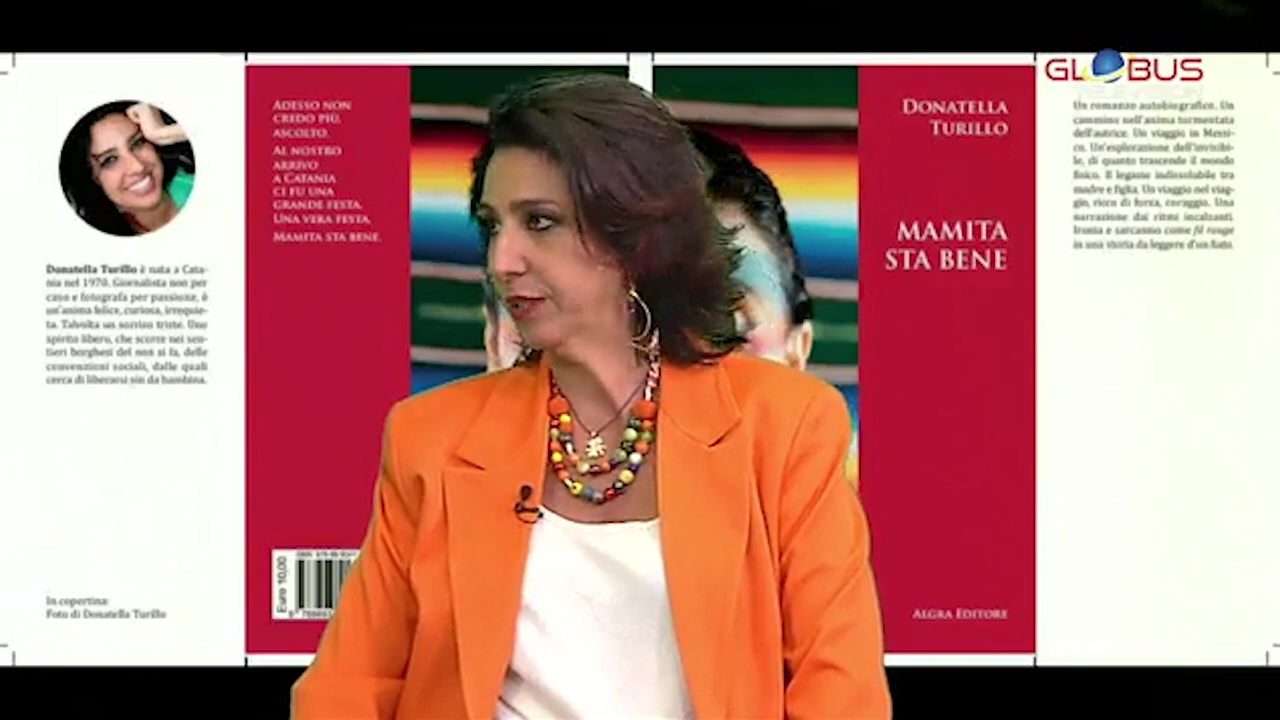 GLOBUS
TELEVISION
Donatella Turillo è nata a Cata-
nia nel 1970. Giornalista non per
caso e fotografa per passione, è
un'anima felice, curiosa, irrequie-
ta. Talvolta un sorriso triste. Uno
spirito libero, che scorre nei sen-
tieri borghesi del non si fa, delle
convenzioni sociali, dalle quali
cerca di liberarsi sin da bambina.
In copertina:
Foto di Donatella Turillo
ADESSO NON
CREDO PIÙ.
ASCOLTO.
AL NOSTRO
ARRIVO
A CATANIA
CI FU UNA
GRANDE FESTA.
UNA VERA FESTA.
MAMITA STA BENE.
Euro 10,00
DONATELLA
TURILLO
MAMITA
STA BENE
ALGRA EDITORE
Un romanzo autobiografico. Un
cammino nell'anima tormentata
dell'autrice. Un viaggio in Messi-
co. Un'esplorazione dell'invisibi-
le, di quanto trascende il mondo
fisico. Il legame indissolubile tra
madre e figlia. Un viaggio nel viag-
gio, ricco di forza, coraggio. Una
narrazione dai ritmi incalzanti.
Ironia e sarcasmo come fil rouge
in una storia da leggere d'un fiato.